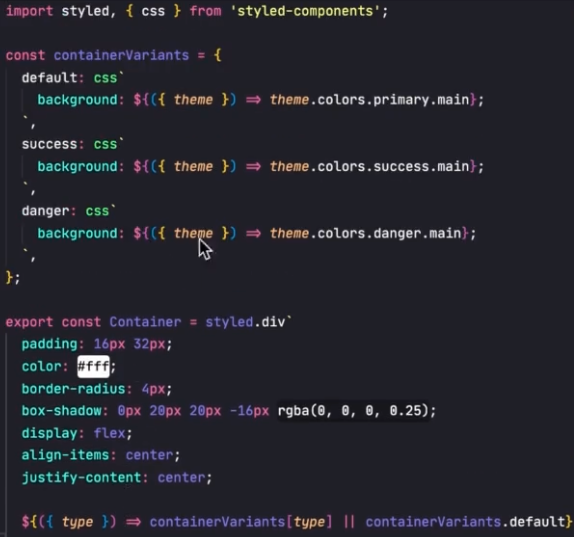 import styled, { css } from 'styled-components';
const containerVariants = {
default: css`
background: ${({ theme }) => theme.colors.primary.main};
`,
success: css`
background: ${({ theme }) => theme.colors.success.main};
`,
danger: css`
background: ${({ theme }) => theme.colors.danger.main};
`,
};
export const Container = styled.div`
padding: 16px 32px;
color: #fff;
border-radius: 4px;
box-shadow: 0px 20px 20px -16px rgba(0, 0, 0, 0.25);
display: flex;
align-items: center;
justify-content: center;
${({ type }) => containerVariants[type] || containerVariants.default}